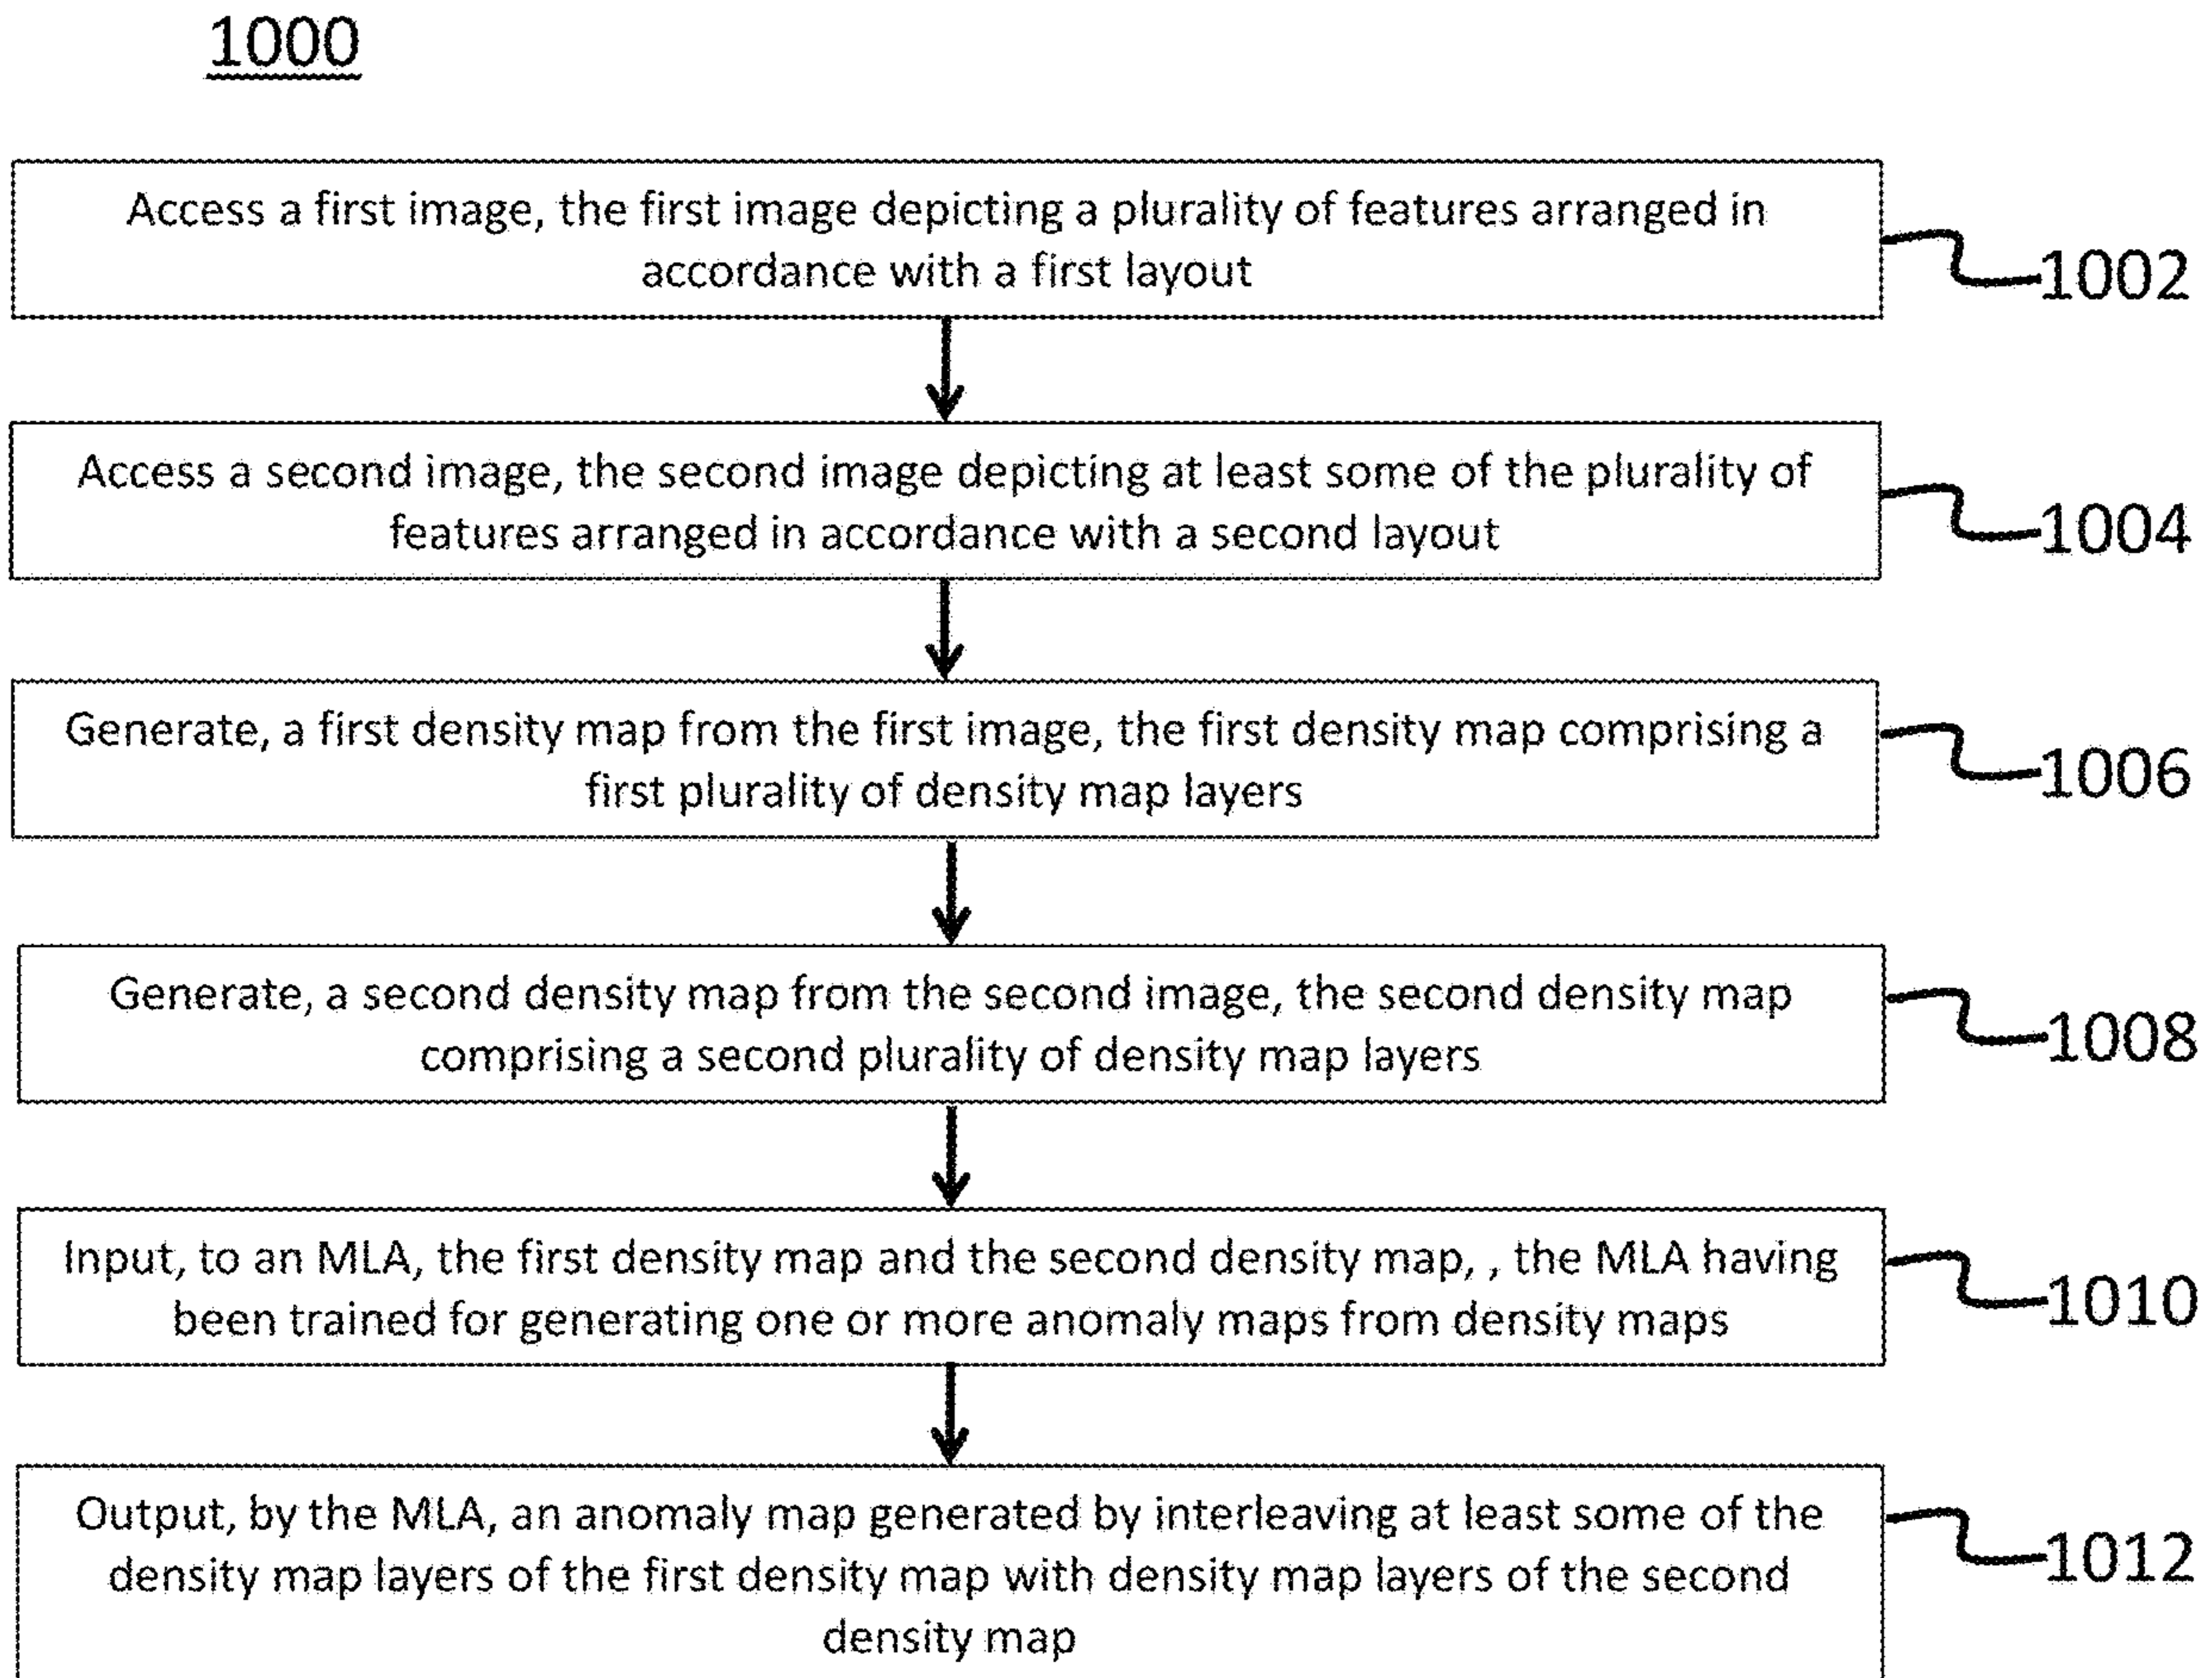 1000
Access a first image, the first image depicting a plurality of features arranged in
accordance with a first layout
1002
Access a second image, the second image depicting at least some of the plurality of
features arranged in accordance with a second layout
1004
Generate, a first density map from the first image, the first density map comprising a
first plurality of density map layers
1006
Generate, a second density map from the second image, the second density map
comprising a second plurality of density map layers
1008
Input, to an MLA, the first density map and the second density map, , the MLA having
been trained for generating one or more anomaly maps from density maps
1010
Output, by the MLA, an anomaly map generated by interleaving at least some of the
density map layers of the first density map with density map layers of the second
density map
1012